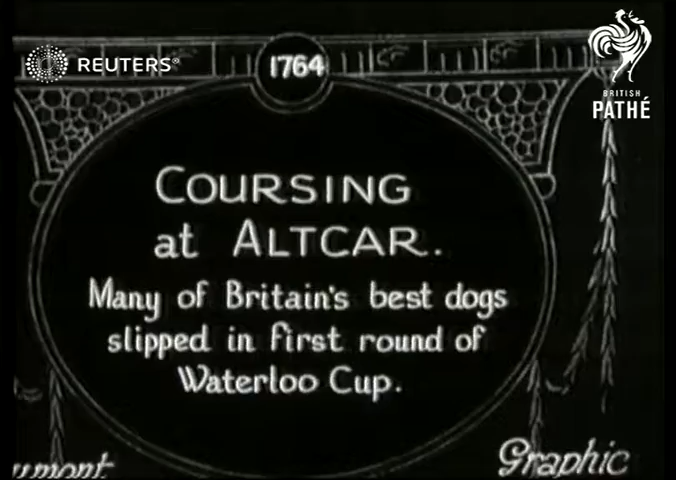 REUTERS
BRITISH
PATHÉ
1764
COURSING
at ALTCAR.
Many of Britain's best dogs
slipped in first round of
Waterloo Cup.
Graphic